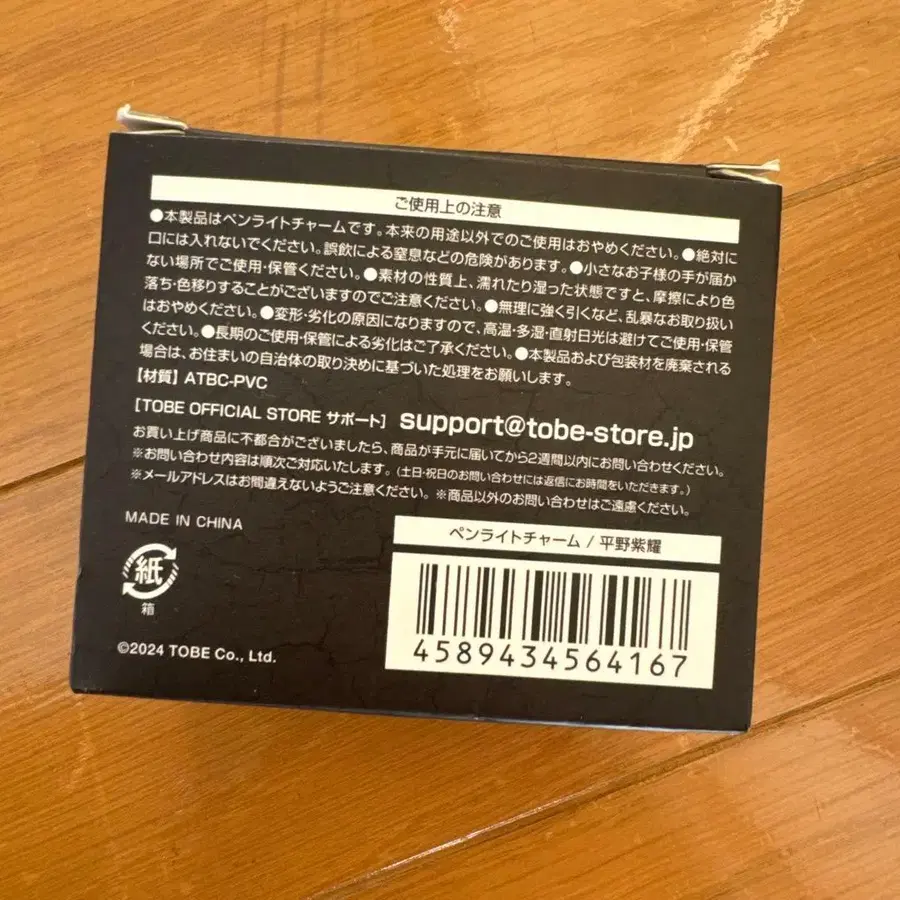 ご使用上の注意
●本製品はペンライトチャームです。本来の用途以外でのご使用はおやめください。●絶対に
口には入れないでください。誤飲による窒息などの危険があります。●小さなお子様の手が届か
ない場所でご使用・保管ください。●素材の性質上、濡れたり湿った状態ですと、摩擦により色
落ち・色移りすることがございますのでご注意ください。●無理に強く引くなど、乱暴なお取り扱い
はおやめください。●変形・劣化の原因になりますので、高温・多湿・直射日光は避けてご使用・保管
ください。●長期のご使用・保管による劣化はご了承ください。●本製品および包装材を廃棄される
場合は、お住まいの自治体の取り決めに基づいた処理をお願いします。
【材質】ATBC-PVC
[TOBE OFFICIAL STORE サポート] support@tobe-store.jp
お買い上げ商品に不都合がございましたら、商品が手元に届いてから2週間以内にお問い合わせください。
※お問い合わせ内容は順次ご対応いたします。(土日・祝日のお問い合わせには返信にお時間をいただきます。)
※メールアドレスはお間違えないようご注意ください。※商品以外のお問い合わせはご遠慮ください。
MADE IN CHINA
ペンライトチャーム / 平野紫耀
紙
箱
4589434564167
©2024 TOBE Co., Ltd.